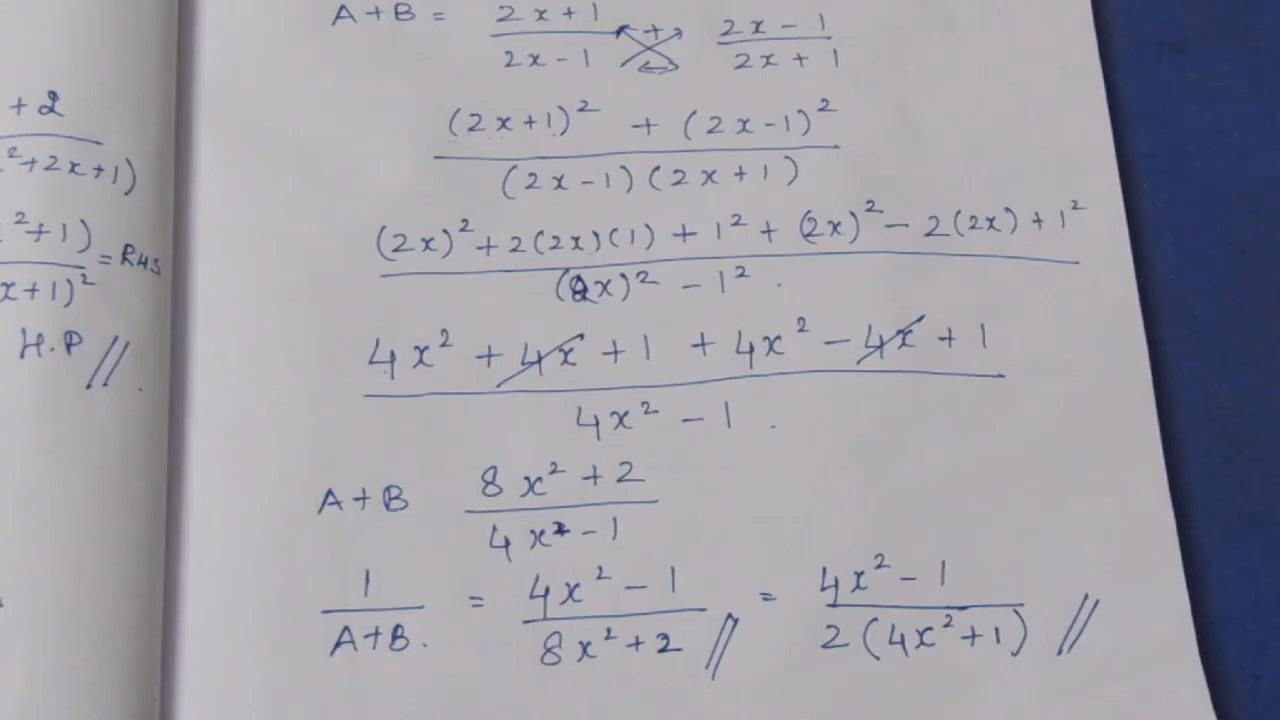 +2
²+2x+1)
²+1) = RHS
x+1)²
H.P //.
A+B = 2x+1 + 2x-1
2x-1 2x+1
(2x+1)² + (2x-1)²
(2x-1)(2x+1)
(2x)²+2(2x)(1)+1²+(2x)²-2(2x)+1²
(2x)²-1².
4x²+4x+1+4x²-4x+1
4x²-1.
A+B 8x²+2
4x²-1
1 = 4x²-1 = 4x²-1
A+B. 8x²+2 // 2(4x²+1) //